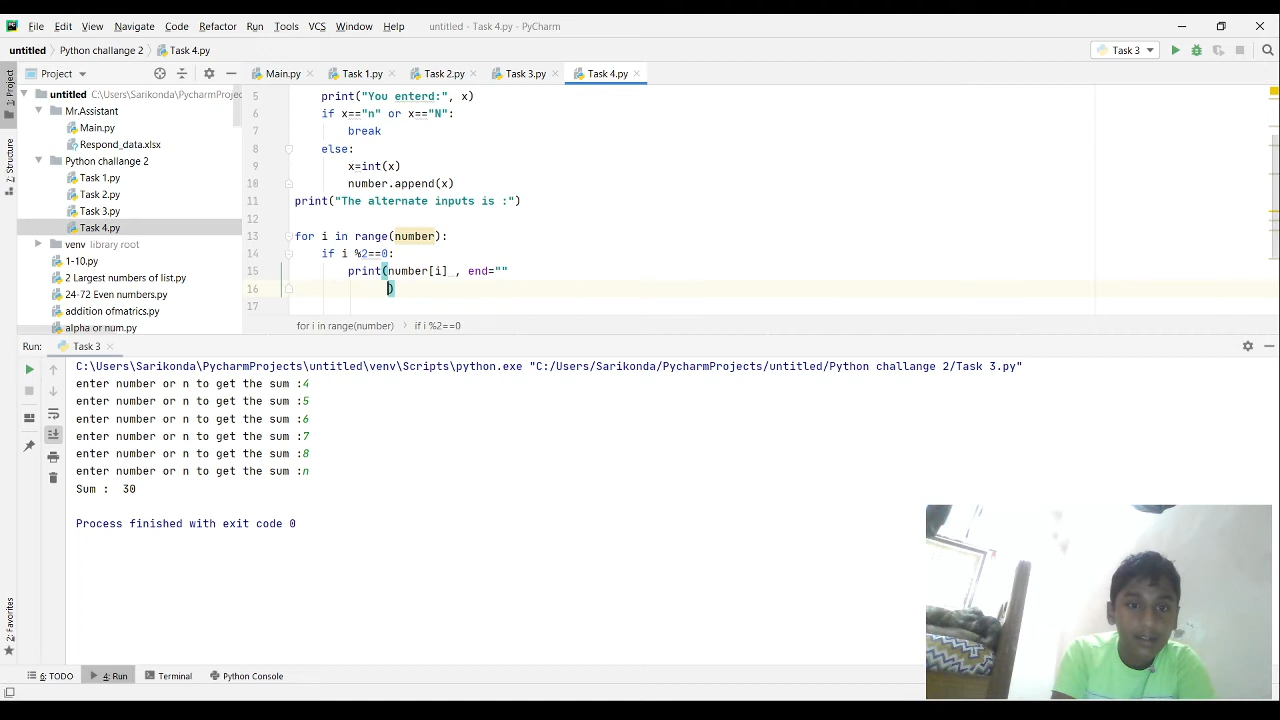 File Edit View Navigate Code Refactor Run Tools VCS Window Help untitled - Task 4.py - PyCharm
untitled Python challange 2 Task 4.py Task 3
1: Project
Project Main.py Task 1.py Task 2.py Task 3.py Task 4.py
untitled C:\Users\Sarikonda\PycharmProjec
Mr.Assistant
Main.py
Respond_data.xlsx
Python challange 2
Task 1.py
Task 2.py
Task 3.py
Task 4.py
venv library root
1-10.py
2 Largest numbers of list.py
24-72 Even numbers.py
addition ofmatrics.py
alpha or num.py
7: Structure
5 print("You enterd:", x)
6 if x=="n" or x=="N":
7 break
8 else:
9 x=int(x)
10 number.append(x)
11 print("The alternate inputs is :")
12
13 for i in range(number):
14 if i %2==0:
15 print(number[i] , end=""
16 )
17
for i in range(number) if i %2==0
Run: Task 3
C:\Users\Sarikonda\PycharmProjects\untitled\venv\Scripts\python.exe "C:/Users/Sarikonda/PycharmProjects/untitled/Python challange 2/Task 3.py"
enter number or n to get the sum :4
enter number or n to get the sum :5
enter number or n to get the sum :6
enter number or n to get the sum :7
enter number or n to get the sum :8
enter number or n to get the sum :n
Sum : 30
Process finished with exit code 0
2: Favorites
6: TODO 4: Run Terminal Python Console